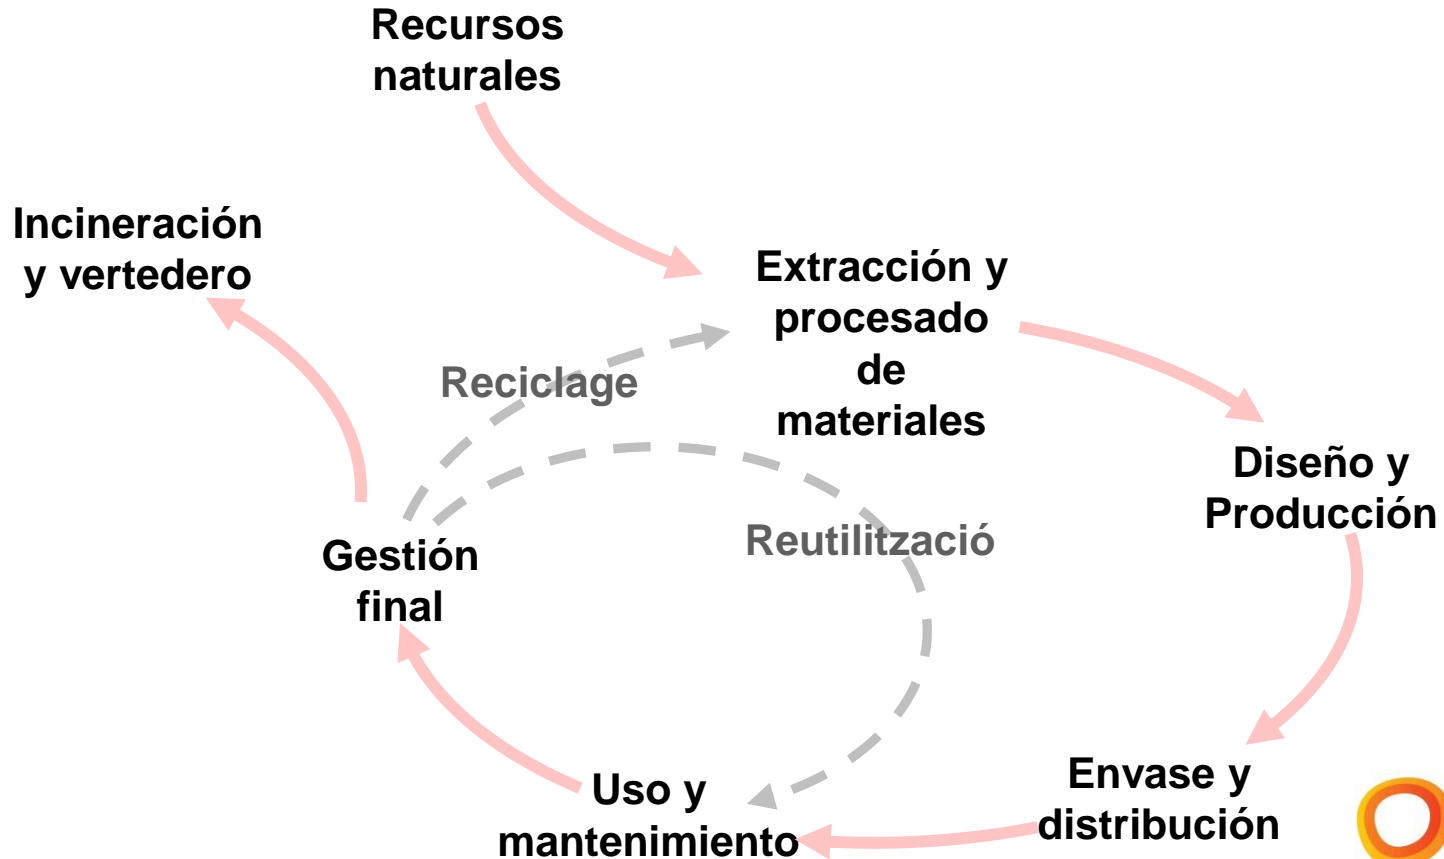 Recursos
naturales
Incineración
y vertedero
Extracción y
procesado
de
materiales
Reciclage
Diseño y
Producción
Reutilització
Gestión
final
Envase y
distribución
Uso y
mantenimiento